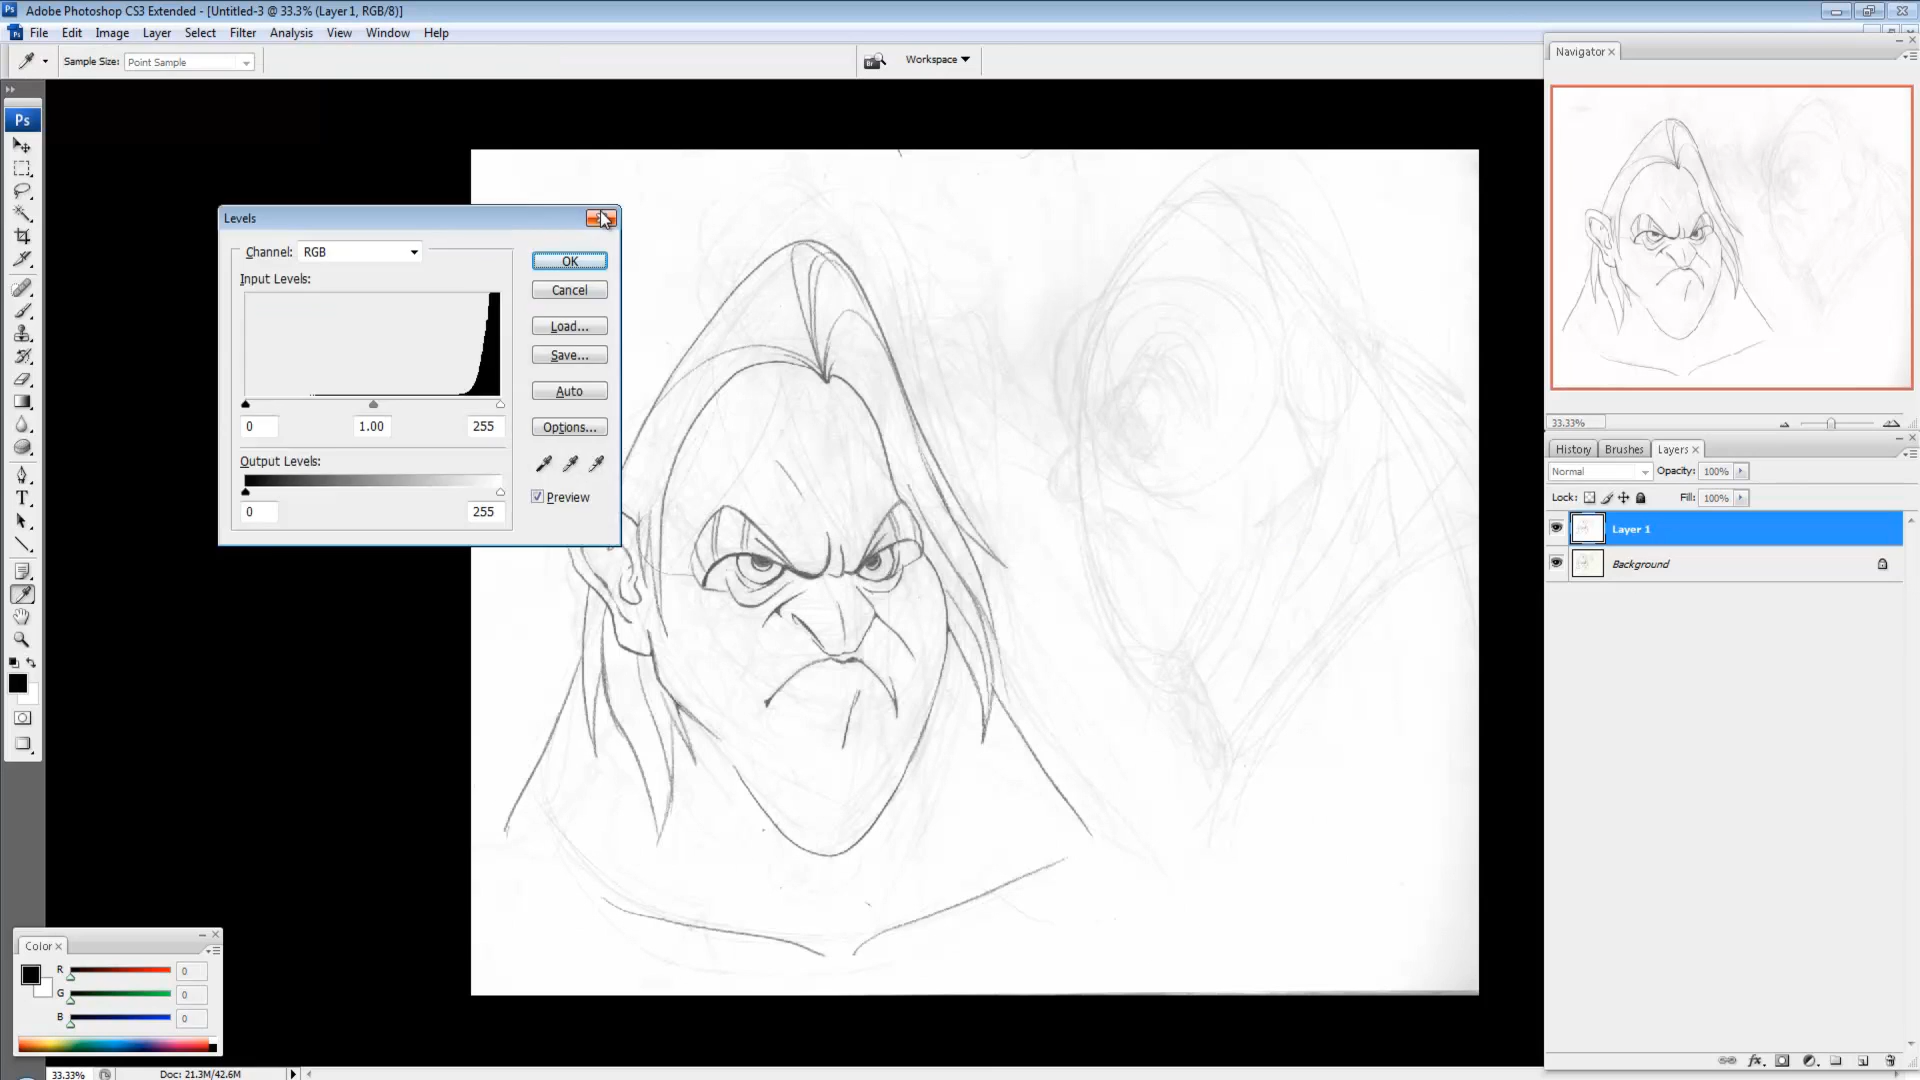 Adobe Photoshop CS3 Extended - [Untitled-3 @ 33.3% (Layer 1, RGB/8)]
File Edit Image Layer Select Filter Analysis View Window Help
Sample Size: Point Sample
Workspace
Navigator
Ps
Levels
Channel: RGB
OK
Input Levels:
Cancel
Load...
Save...
Auto
0 1.00 255
Options...
Output Levels:
Preview
0 255
33.33%
History Brushes Layers
Normal Opacity: 100%
Lock: Fill: 100%
Layer 1
Background
T
Color
R 0
G 0
B 0
33.33% Doc: 21.3M/42.6M